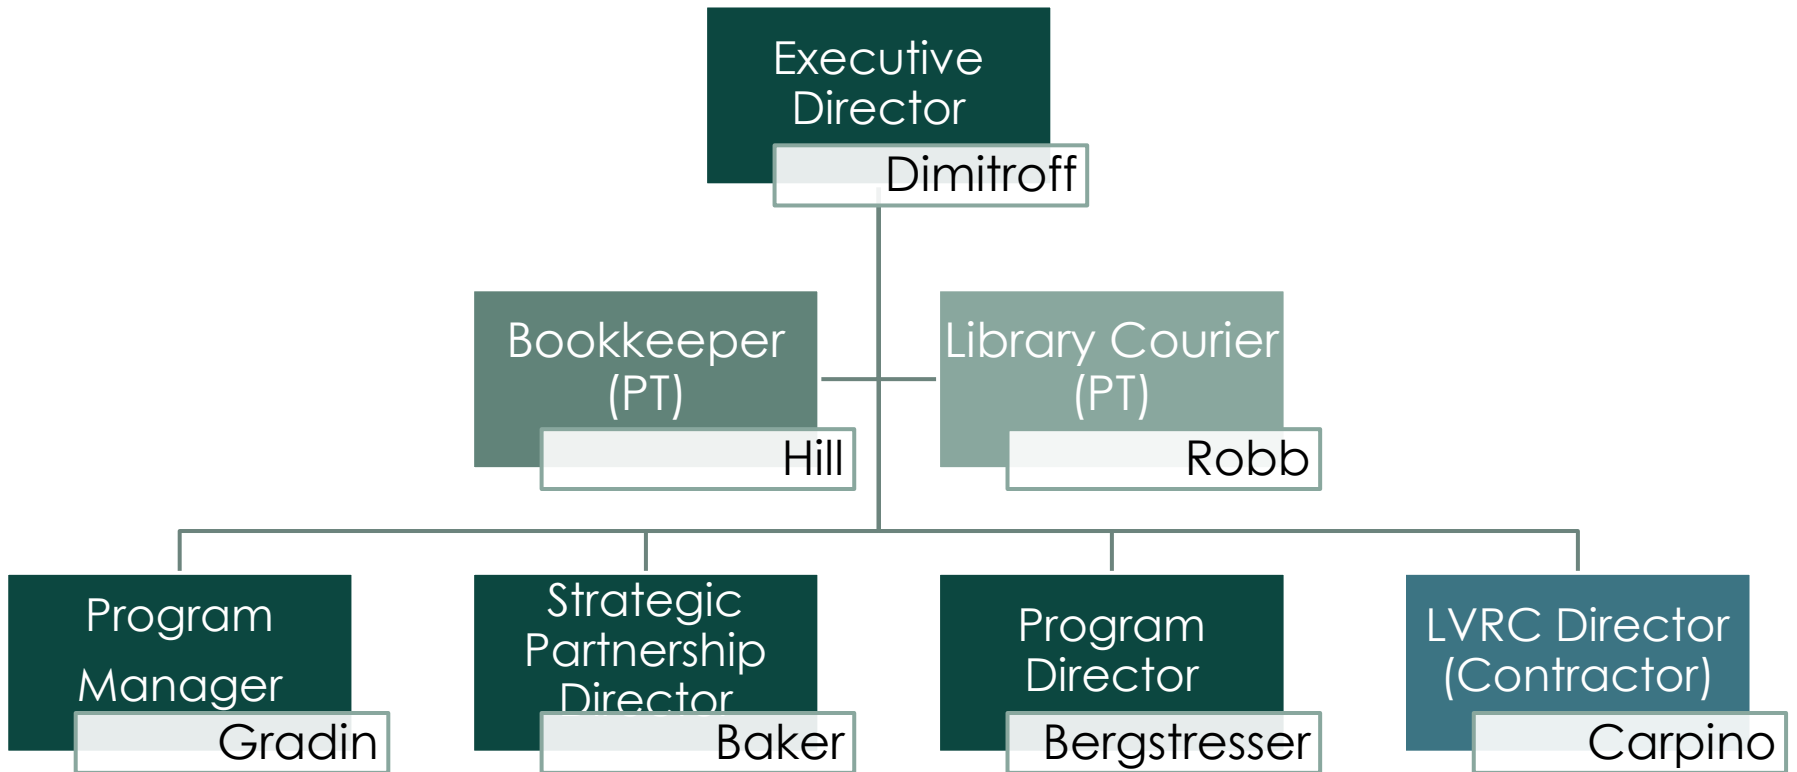 Executive
Director
Dimitroff
Bookkeeper
(PT)
Hill
Library Courier
(PT)
Robb
Program
Manager
Gradin
Strategic
Partnership
Director
Baker
Program
Director
Bergstresser
LVRC Director
(Contractor)
Carpino